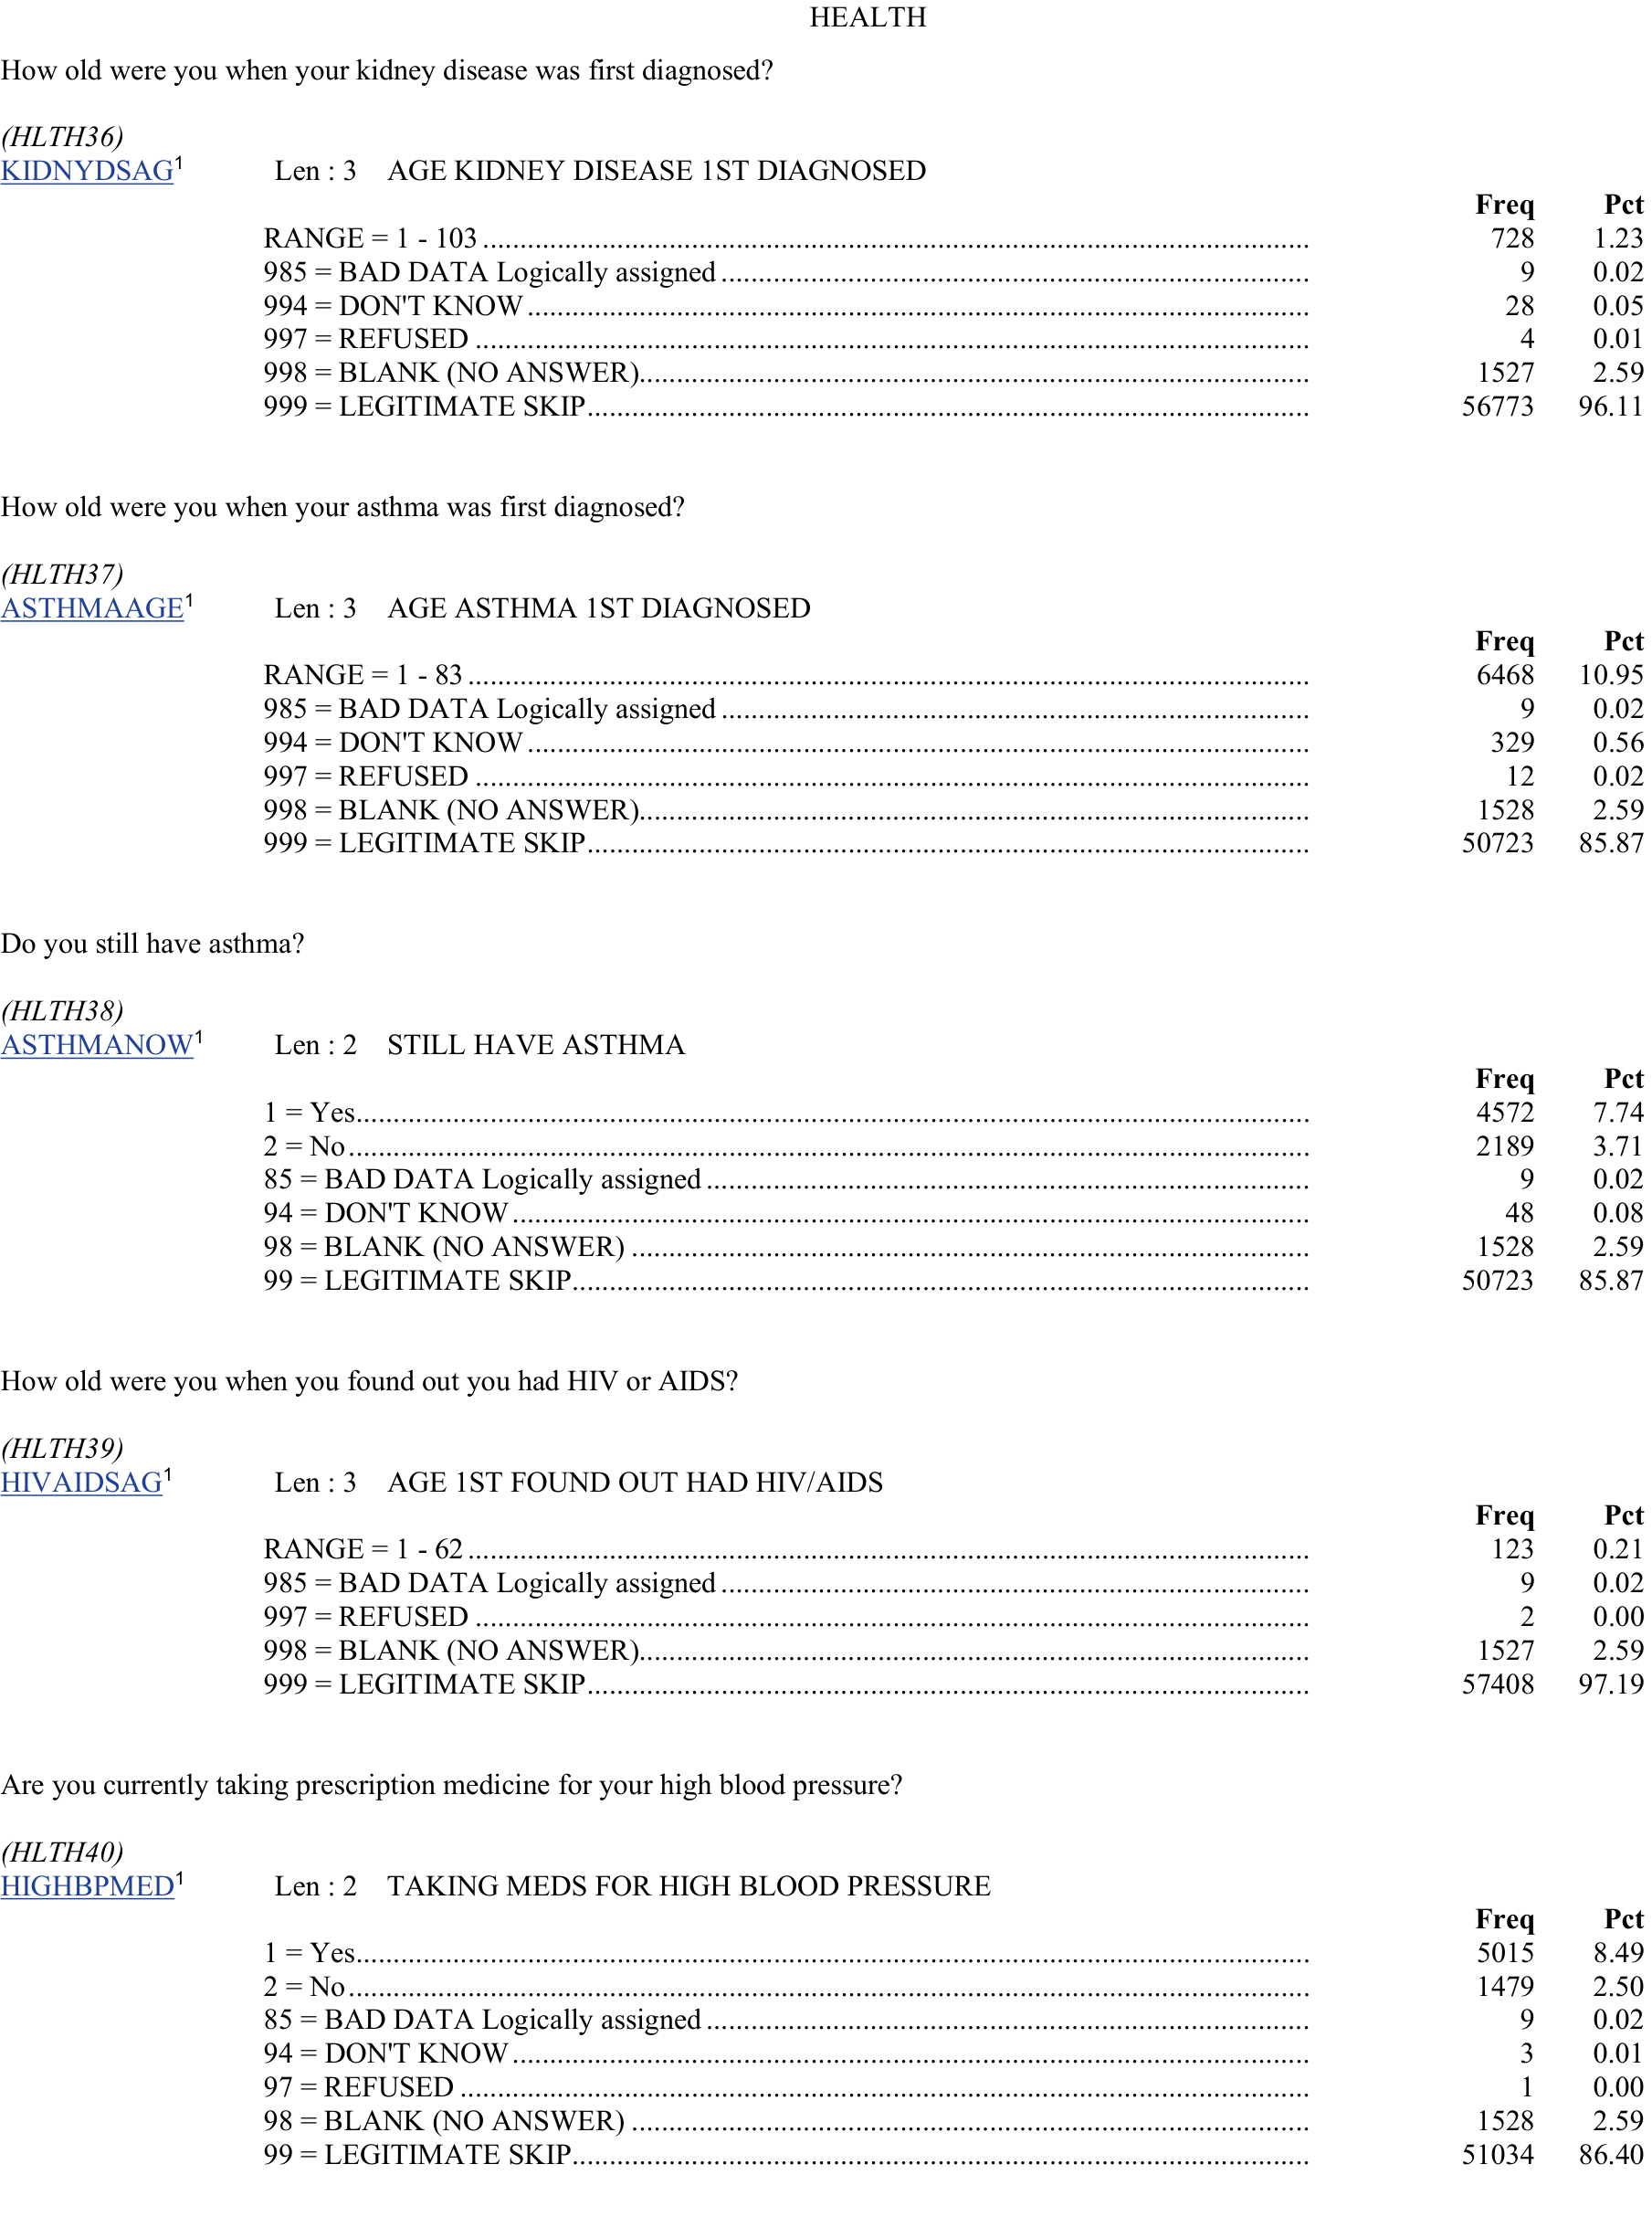 HEALTH
How old were you when your kidney disease was first diagnosed?
(HLTH36)
KIDNYDSAG¹ Len : 3 AGE KIDNEY DISEASE 1ST DIAGNOSED
Freq Pct
RANGE = 1 - 103 ........ 728 1.23
985 = BAD DATA Logically assigned ........ 9 0.02
994 = DON'T KNOW ........ 28 0.05
997 = REFUSED ........ 4 0.01
998 = BLANK (NO ANSWER)........ 1527 2.59
999 = LEGITIMATE SKIP........ 56773 96.11
How old were you when your asthma was first diagnosed?
(HLTH37)
ASTHMAAGE¹ Len : 3 AGE ASTHMA 1ST DIAGNOSED
Freq Pct
RANGE = 1 - 83 ........ 6468 10.95
985 = BAD DATA Logically assigned ........ 9 0.02
994 = DON'T KNOW ........ 329 0.56
997 = REFUSED ........ 12 0.02
998 = BLANK (NO ANSWER)........ 1528 2.59
999 = LEGITIMATE SKIP........ 50723 85.87
Do you still have asthma?
(HLTH38)
ASTHMANOW¹ Len : 2 STILL HAVE ASTHMA
Freq Pct
1 = Yes........ 4572 7.74
2 = No ........ 2189 3.71
85 = BAD DATA Logically assigned ........ 9 0.02
94 = DON'T KNOW ........ 48 0.08
98 = BLANK (NO ANSWER) ........ 1528 2.59
99 = LEGITIMATE SKIP........ 50723 85.87
How old were you when you found out you had HIV or AIDS?
(HLTH39)
HIVAIDSAG¹ Len : 3 AGE 1ST FOUND OUT HAD HIV/AIDS
Freq Pct
RANGE = 1 - 62 ........ 123 0.21
985 = BAD DATA Logically assigned ........ 9 0.02
997 = REFUSED ........ 2 0.00
998 = BLANK (NO ANSWER)........ 1527 2.59
999 = LEGITIMATE SKIP........ 57408 97.19
Are you currently taking prescription medicine for your high blood pressure?
(HLTH40)
HIGHBPMED¹ Len : 2 TAKING MEDS FOR HIGH BLOOD PRESSURE
Freq Pct
1 = Yes........ 5015 8.49
2 = No ........ 1479 2.50
85 = BAD DATA Logically assigned ........ 9 0.02
94 = DON'T KNOW ........ 3 0.01
97 = REFUSED ........ 1 0.00
98 = BLANK (NO ANSWER) ........ 1528 2.59
99 = LEGITIMATE SKIP........ 51034 86.40